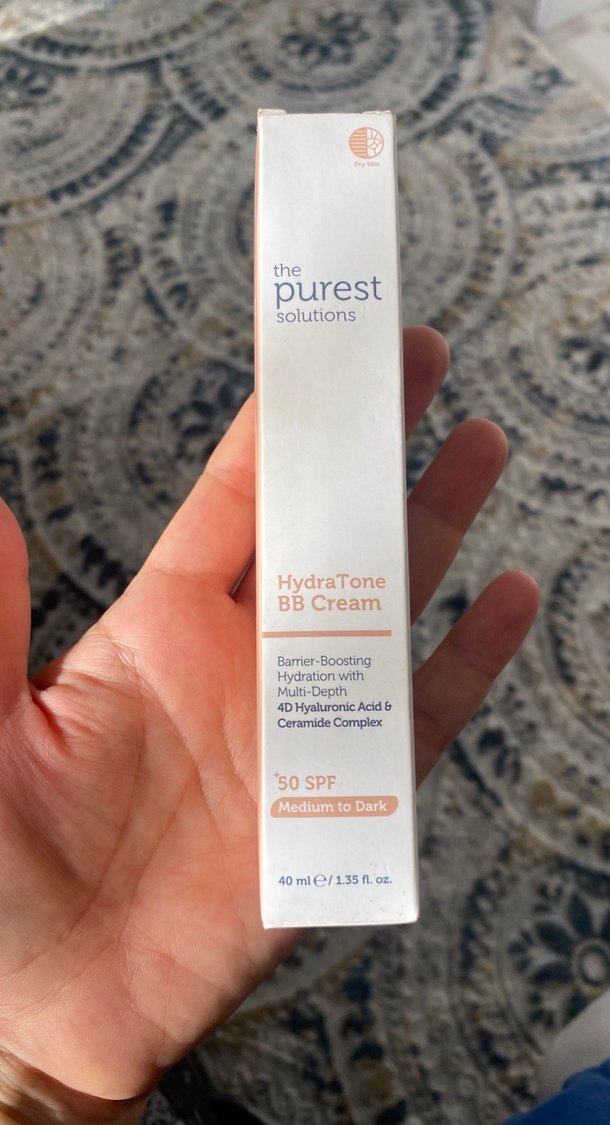 Dry Skin
the
purest
solutions
HydraTone
BB Cream
Barrier-Boosting
Hydration with
Multi-Depth
4D Hyaluronic Acid &
Ceramide Complex
+50 SPF
Medium to Dark
40 ml ℮ / 1.35 fl. oz.